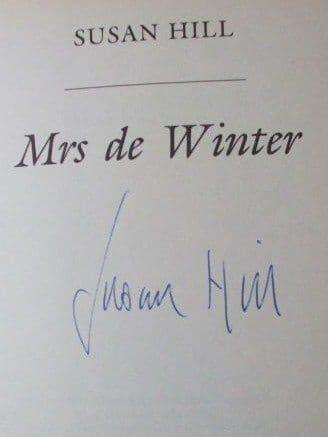 SUSAN HILL
Mrs de Winter
Susan Hill